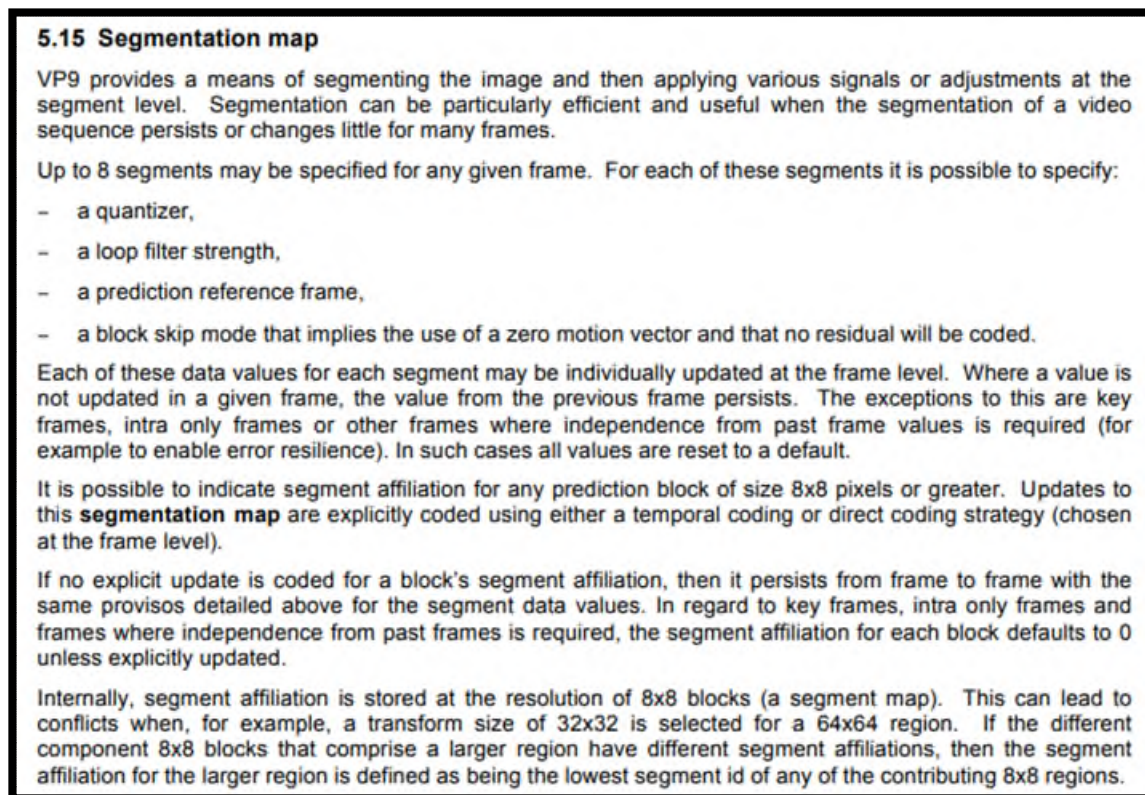 5.15 Segmentation map
VP9 provides a means of segmenting the image and then applying various signals or adjustments at the
segment level. Segmentation can be particularly efficient and useful when the segmentation of a video
sequence persists or changes little for many frames.
Up to 8 segments may be specified for any given frame. For each of these segments it is possible to specify:
– a quantizer,
– a loop filter strength,
– a prediction reference frame,
– a block skip mode that implies the use of a zero motion vector and that no residual will be coded.
Each of these data values for each segment may be individually updated at the frame level. Where a value is
not updated in a given frame, the value from the previous frame persists. The exceptions to this are key
frames, intra only frames or other frames where independence from past frame values is required (for
example to enable error resilience). In such cases all values are reset to a default.
It is possible to indicate segment affiliation for any prediction block of size 8x8 pixels or greater. Updates to
this segmentation map are explicitly coded using either a temporal coding or direct coding strategy (chosen
at the frame level).
If no explicit update is coded for a block's segment affiliation, then it persists from frame to frame with the
same provisos detailed above for the segment data values. In regard to key frames, intra only frames and
frames where independence from past frames is required, the segment affiliation for each block defaults to 0
unless explicitly updated.
Internally, segment affiliation is stored at the resolution of 8x8 blocks (a segment map). This can lead to
conflicts when, for example, a transform size of 32x32 is selected for a 64x64 region. If the different
component 8x8 blocks that comprise a larger region have different segment affiliations, then the segment
affiliation for the larger region is defined as being the lowest segment id of any of the contributing 8x8 regions.